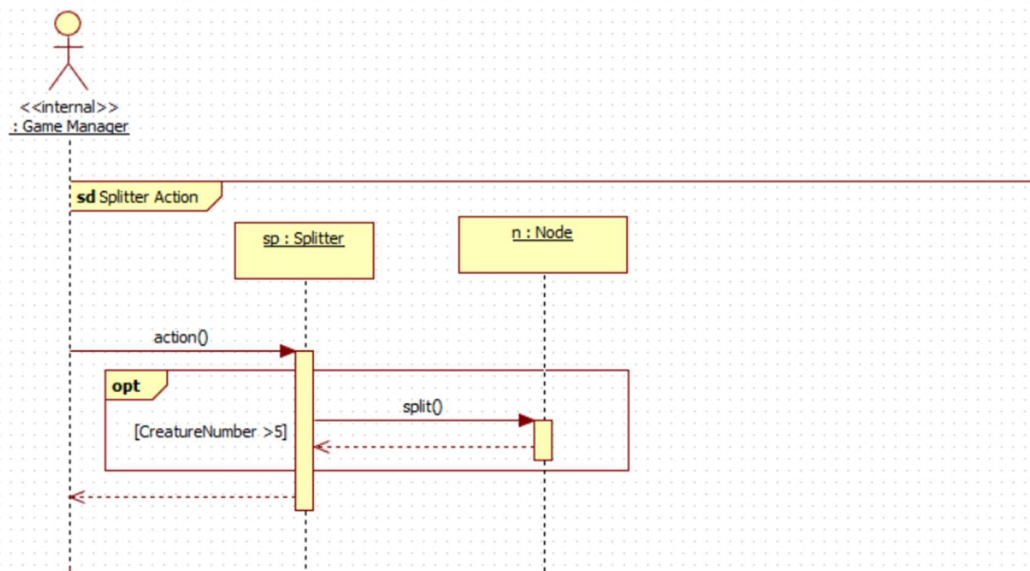 <<internal>>
: Game Manager
sd Splitter Action
sp : Splitter
n : Node
action()
opt
split()
[CreatureNumber >5]